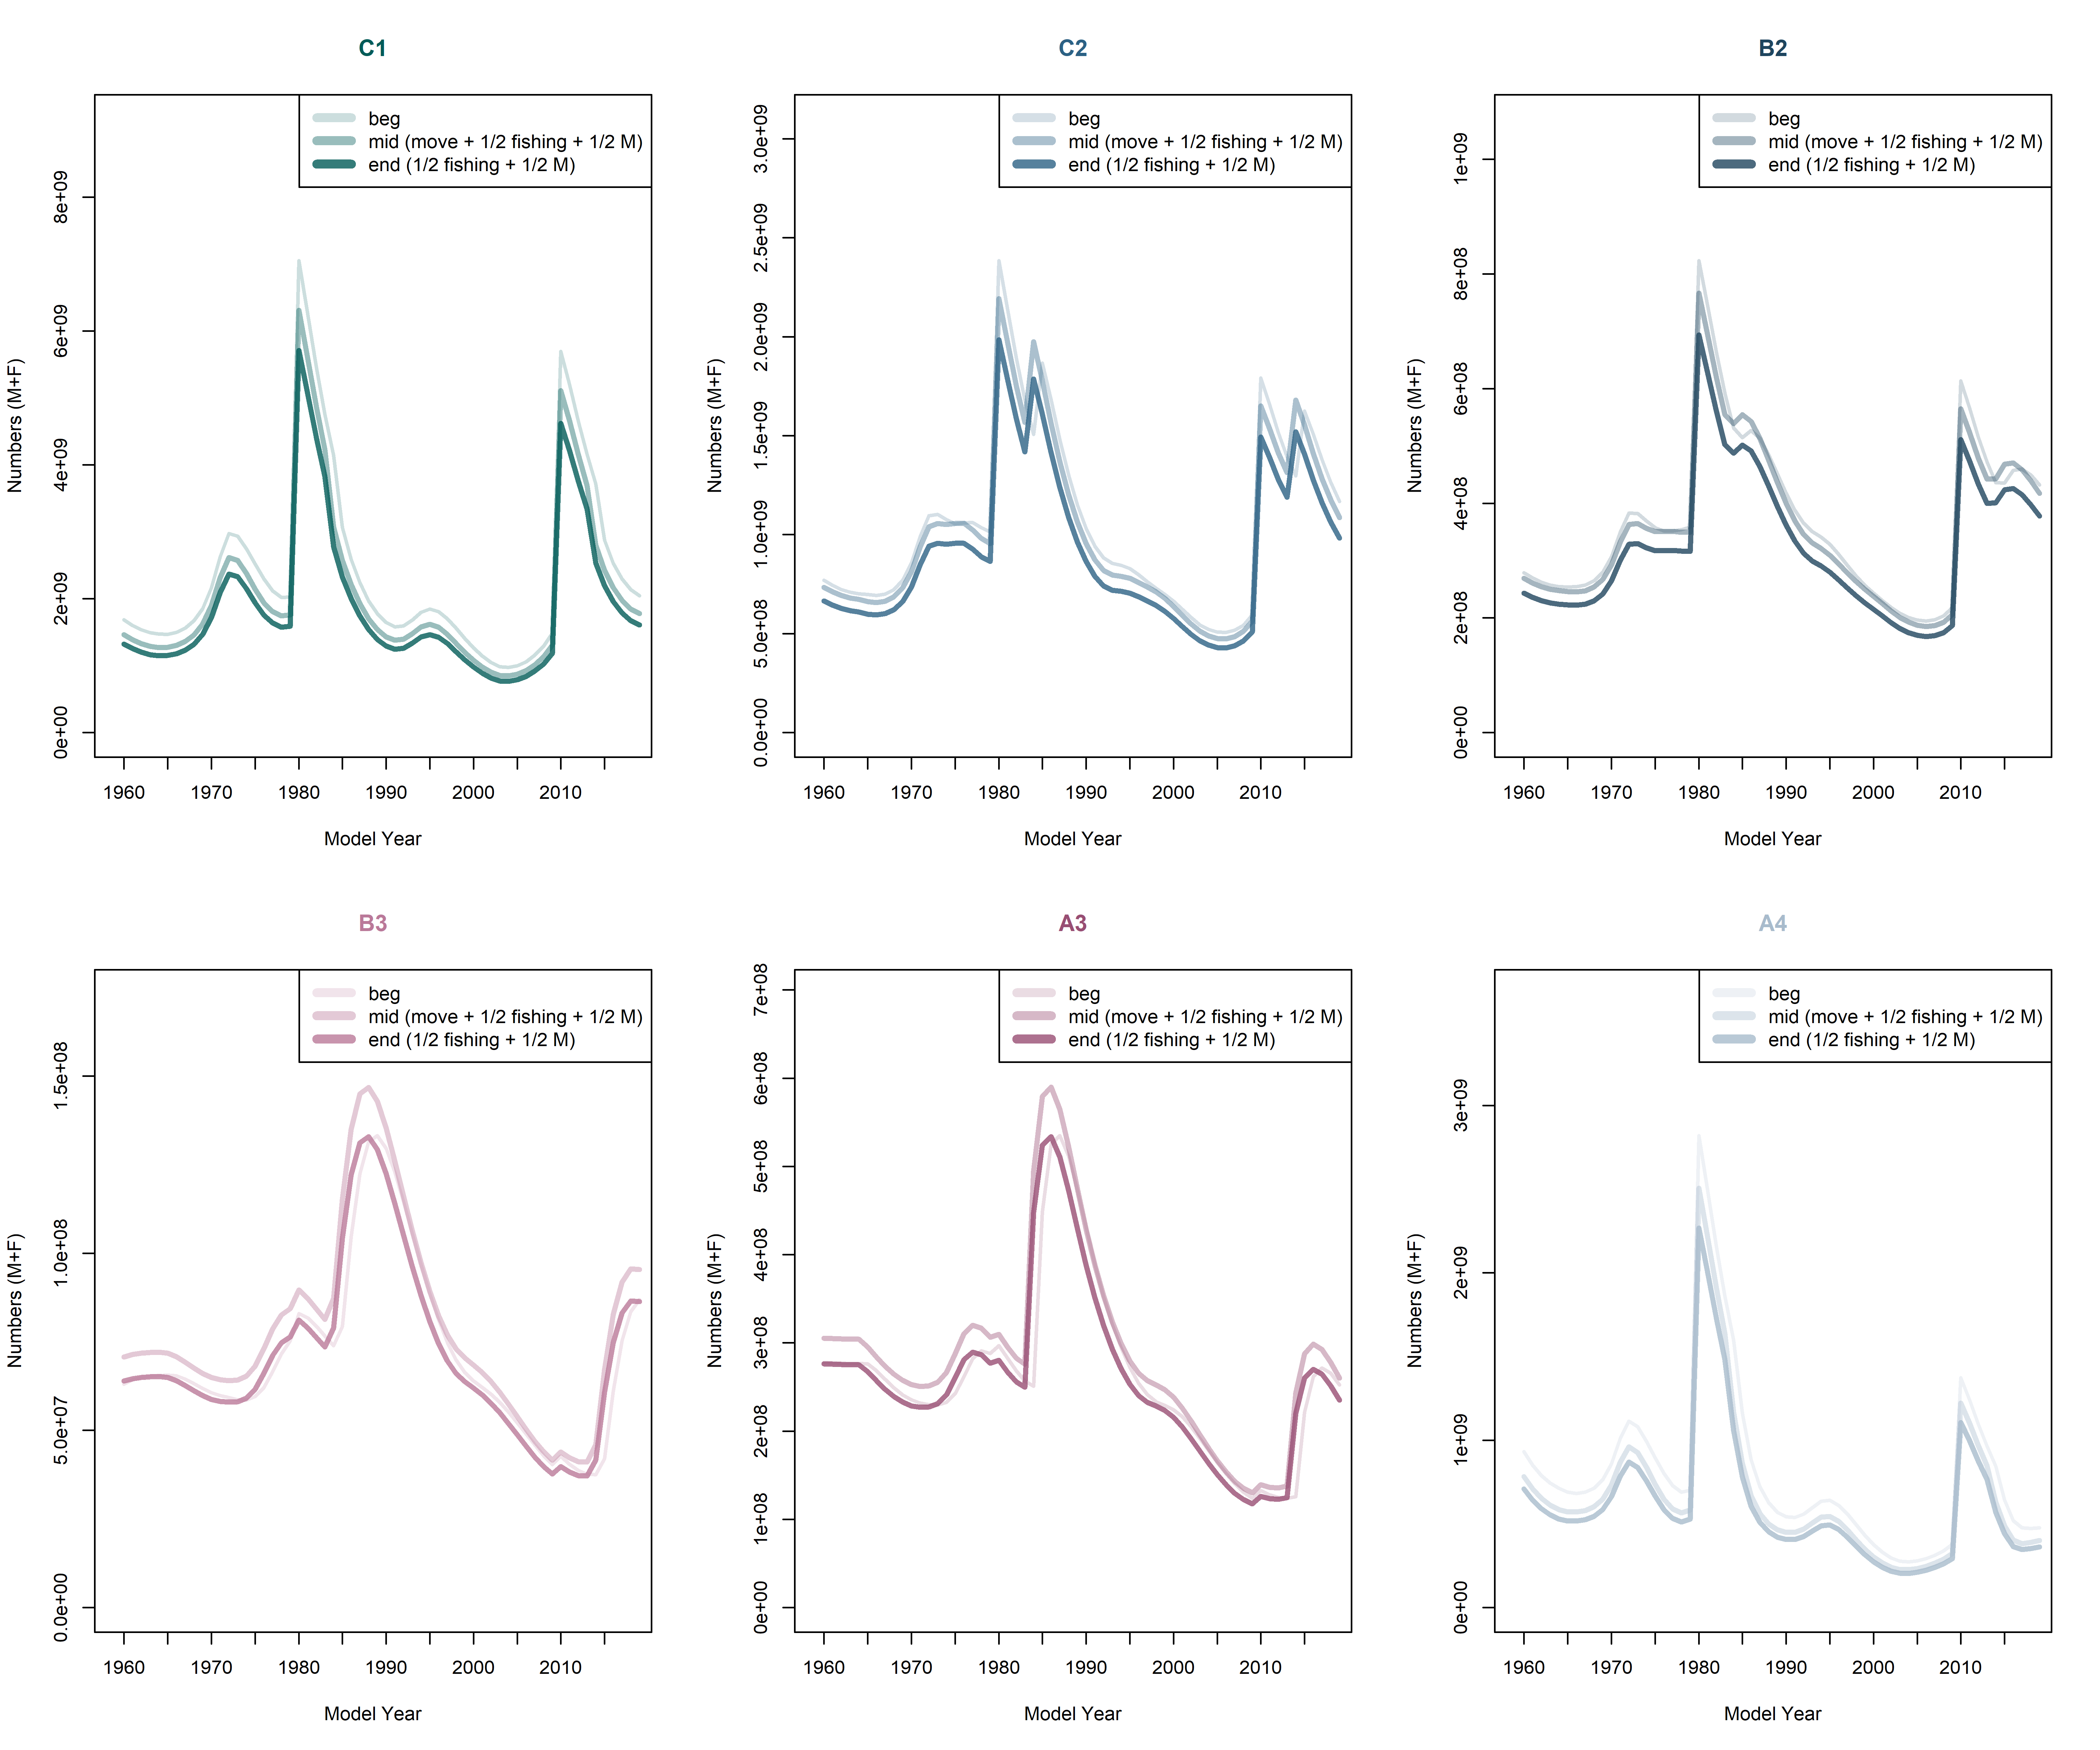 C1
beg
mid (move + 1/2 fishing + 1/2 M)
end (1/2 fishing + 1/2 M)
Numbers (M+F)
0e+00
2e+09
4e+09
6e+09
8e+09
1960 1970 1980 1990 2000 2010
Model Year
C2
beg
mid (move + 1/2 fishing + 1/2 M)
end (1/2 fishing + 1/2 M)
Numbers (M+F)
0.0e+00
5.0e+08
1.0e+09
1.5e+09
2.0e+09
2.5e+09
3.0e+09
1960 1970 1980 1990 2000 2010
Model Year
B2
beg
mid (move + 1/2 fishing + 1/2 M)
end (1/2 fishing + 1/2 M)
Numbers (M+F)
0e+00
2e+08
4e+08
6e+08
8e+08
1e+09
1960 1970 1980 1990 2000 2010
Model Year
B3
beg
mid (move + 1/2 fishing + 1/2 M)
end (1/2 fishing + 1/2 M)
Numbers (M+F)
0.0e+00
5.0e+07
1.0e+08
1.5e+08
1960 1970 1980 1990 2000 2010
Model Year
A3
beg
mid (move + 1/2 fishing + 1/2 M)
end (1/2 fishing + 1/2 M)
Numbers (M+F)
0e+00
1e+08
2e+08
3e+08
4e+08
5e+08
6e+08
7e+08
1960 1970 1980 1990 2000 2010
Model Year
A4
beg
mid (move + 1/2 fishing + 1/2 M)
end (1/2 fishing + 1/2 M)
Numbers (M+F)
0e+00
1e+09
2e+09
3e+09
1960 1970 1980 1990 2000 2010
Model Year